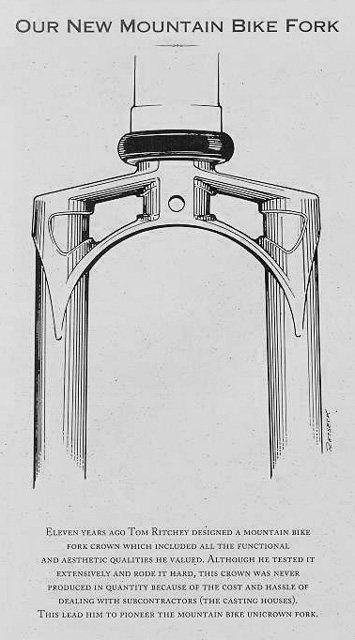 Our New Mountain Bike Fork
Rebseck
Eleven years ago Tom Ritchey designed a mountain bike
fork crown which included all the functional
and aesthetic qualities he valued. Although he tested it
extensively and rode it hard, this crown was never
produced in quantity because of the cost and hassle of
dealing with subcontractors (the casting houses).
This lead him to pioneer the mountain bike unicrown fork.